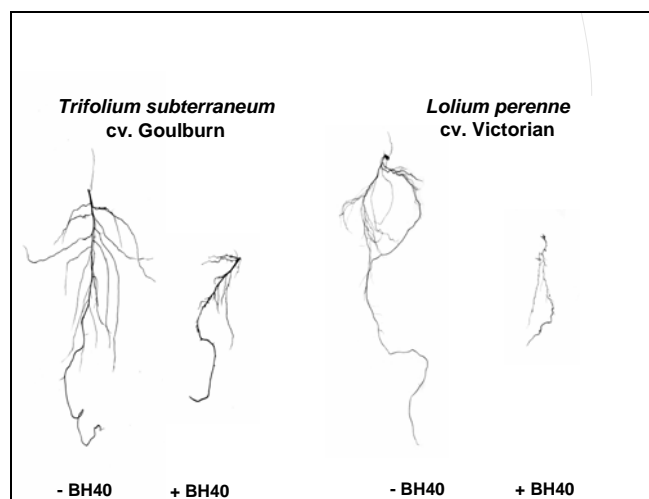 Trifolium subterraneum
cv. Goulburn
Lolium perenne
cv. Victorian
- BH40
+ BH40
- BH40
+ BH40